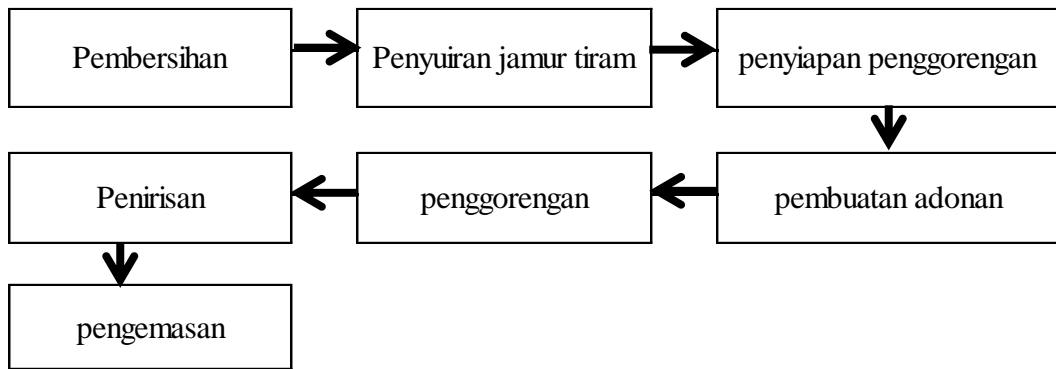 Pembersihan
Penyuiran jamur tiram
penyiapan penggorengan
pembuatan adonan
penggorengan
Penirisan
pengemasan